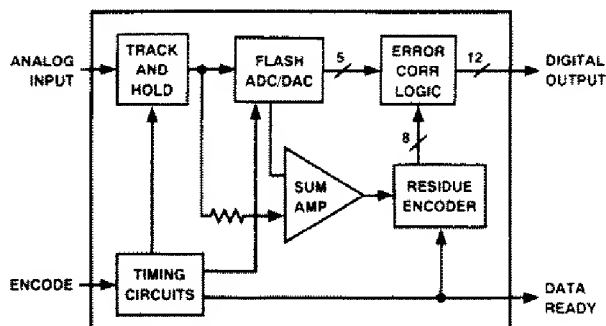 ANALOG
INPUT
TRACK
AND
HOLD
FLASH
ADC/DAC
5
ERROR
CORR
LOGIC
12
DIGITAL
OUTPUT
8
SUM
AMP
RESIDUE
ENCODER
ENCODE
TIMING
CIRCUITS
DATA
READY